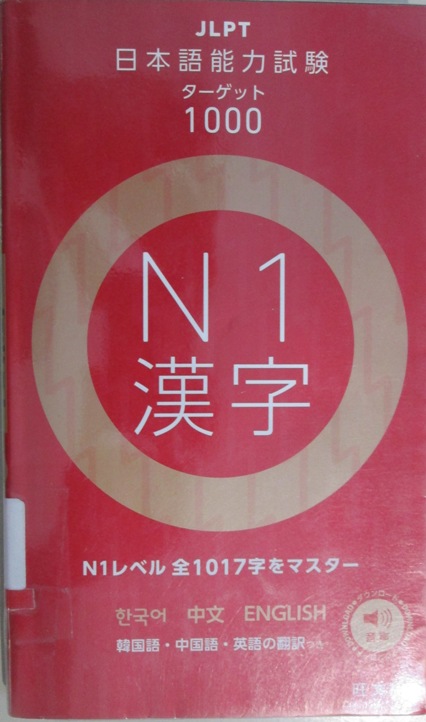 JLPT
日本語能力試験
ターゲット
1000
N1
漢字
N1レベル 全1017字をマスター
한국어 中文 ENGLISH
韓国語・中国語・英語の翻訳つき
音声